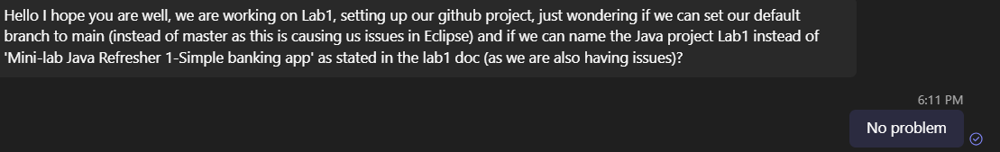 Hello I hope you are well, we are working on Lab1, setting up our github project, just wondering if we can set our default
branch to main (instead of master as this is causing us issues in Eclipse) and if we can name the Java project Lab1 instead of
'Mini-lab Java Refresher 1-Simple banking app' as stated in the lab1 doc (as we are also having issues)?
6:11 PM
No problem